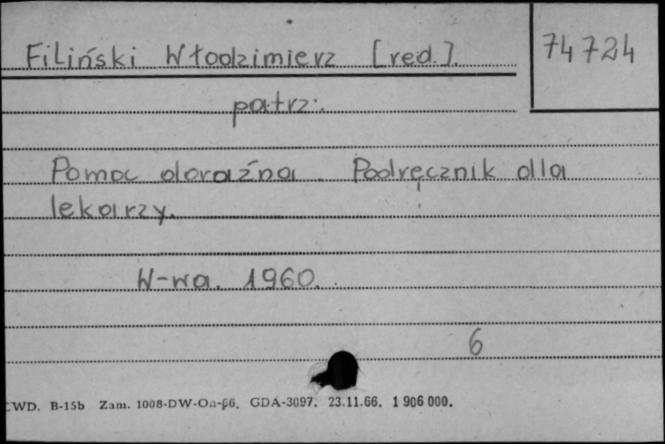 Filiński Włodzimierz [red.].
74724
patrz:
Pomoc doraźna. Podręcznik dla
lekarzy.
W-wa. 1960.
6
CWD. B-15b Zam. 1008-DW-Oa-66. GDA-3097. 23.11.66. 1 906 000.